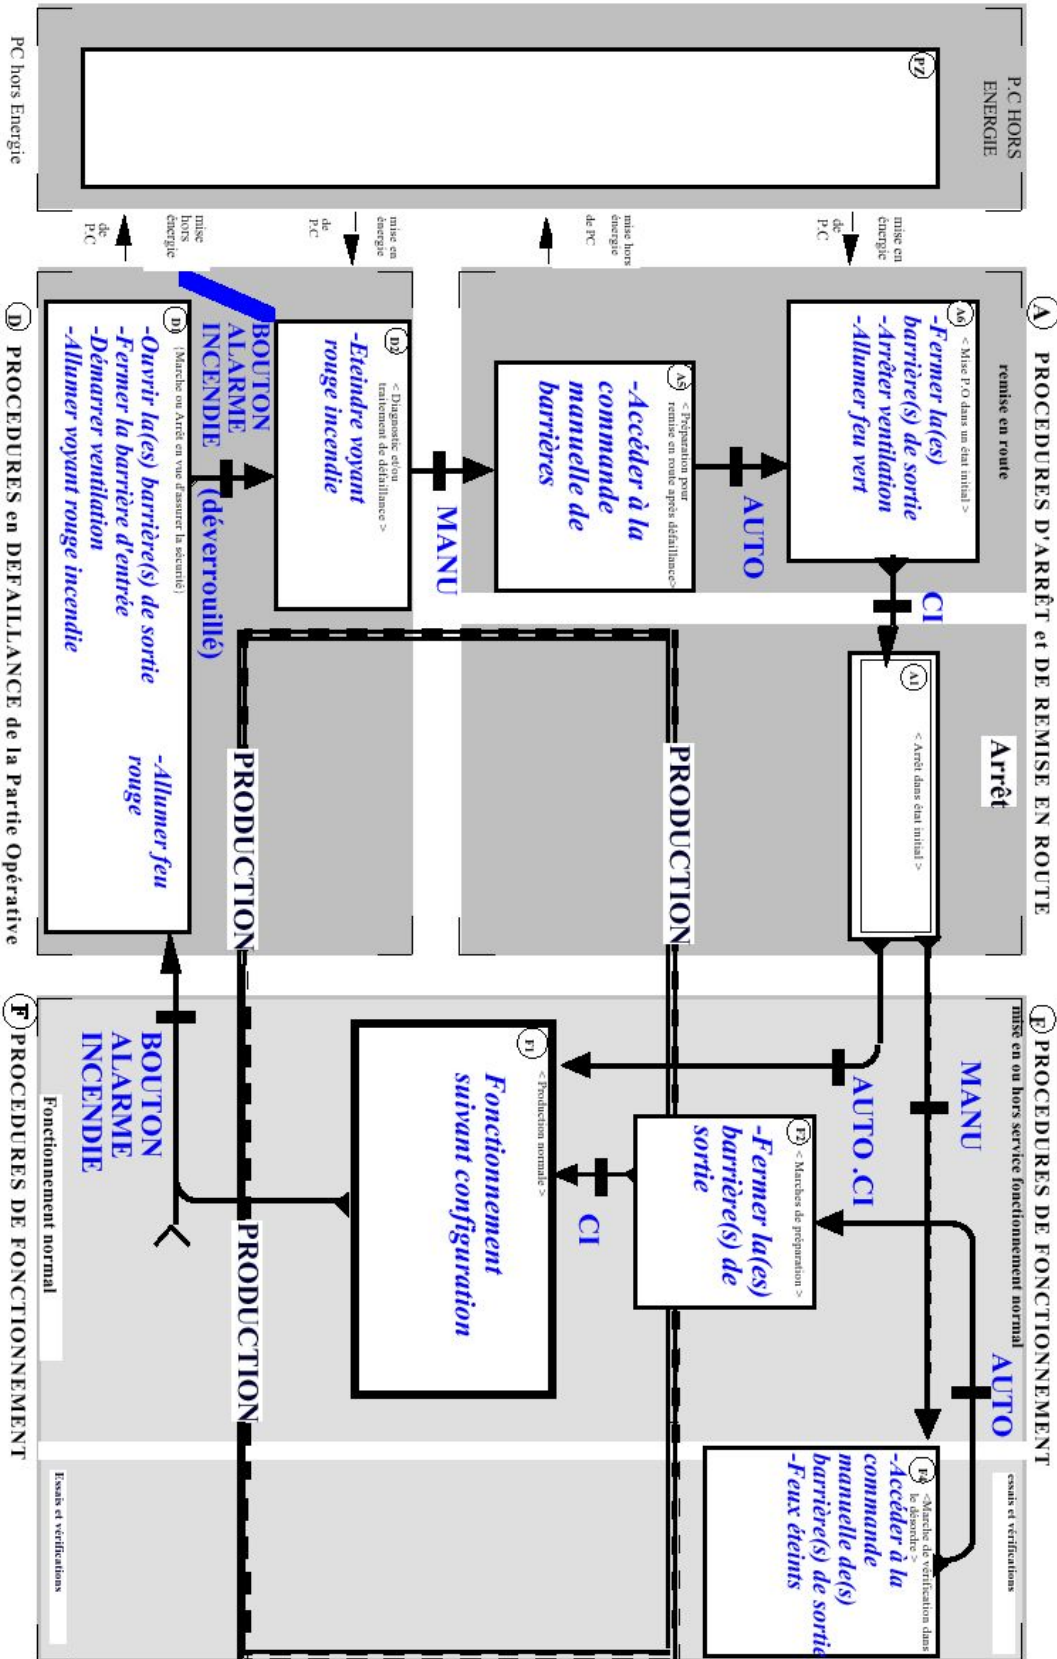 P.C HORS
ENERGIE
PZ
PC hors Energie
mise en
énergie
de
P.C
mise hors
énergie
de PC
mise en
énergie
de
P.C
mise
hors
énergie
de
P.C
A PROCEDURES D'ARRÊT et DE REMISE EN ROUTE
remise en route
A6 < Mise P.O dans un état initial >
-Fermer la(es)
barrière(s) de sortie
-Arrêter ventilation
-Allumer feu vert
CI
AUTO
A5 < Préparation pour
remise en route après défaillance>
-Accéder à la
commande
manuelle de
barrières
MANU
Arrêt
A1
< Arrêt dans état initial >
D2
< Diagnostic et/ou
traitement de défaillance >
-Eteindre voyant
rouge incendie
BOUTON
ALARME
INCENDIE
(déverrouillé)
D1 {Marche ou Arrêt en vue d'assurer la sécurité}
-Ouvrir la(es) barrière(s) de sortie
-Fermer la barrière d'entrée
-Démarrer ventilation
-Allumer voyant rouge incendie
-Allumer feu
rouge
D PROCEDURES en DEFAILLANCE de la Partie Opérative
PRODUCTION
PRODUCTION
F PROCEDURES DE FONCTIONNEMENT
mise en ou hors service fonctionnement normal
essais et vérifications
MANU
AUTO
AUTO .CI
F4 <Marche de vérification dans
le désordre >
-Accéder à la
commande
manuelle de(s)
barrière(s) de sortie
-Feux éteints
F2 < Marches de préparation >
-Fermer la(es)
barrière(s) de
sortie
CI
F1
< Production normale >
Fonctionnement
suivant configuration
PRODUCTION
BOUTON
ALARME
INCENDIE
Fonctionnement normal
Essais et vérifications
F PROCEDURES DE FONCTIONNEMENT